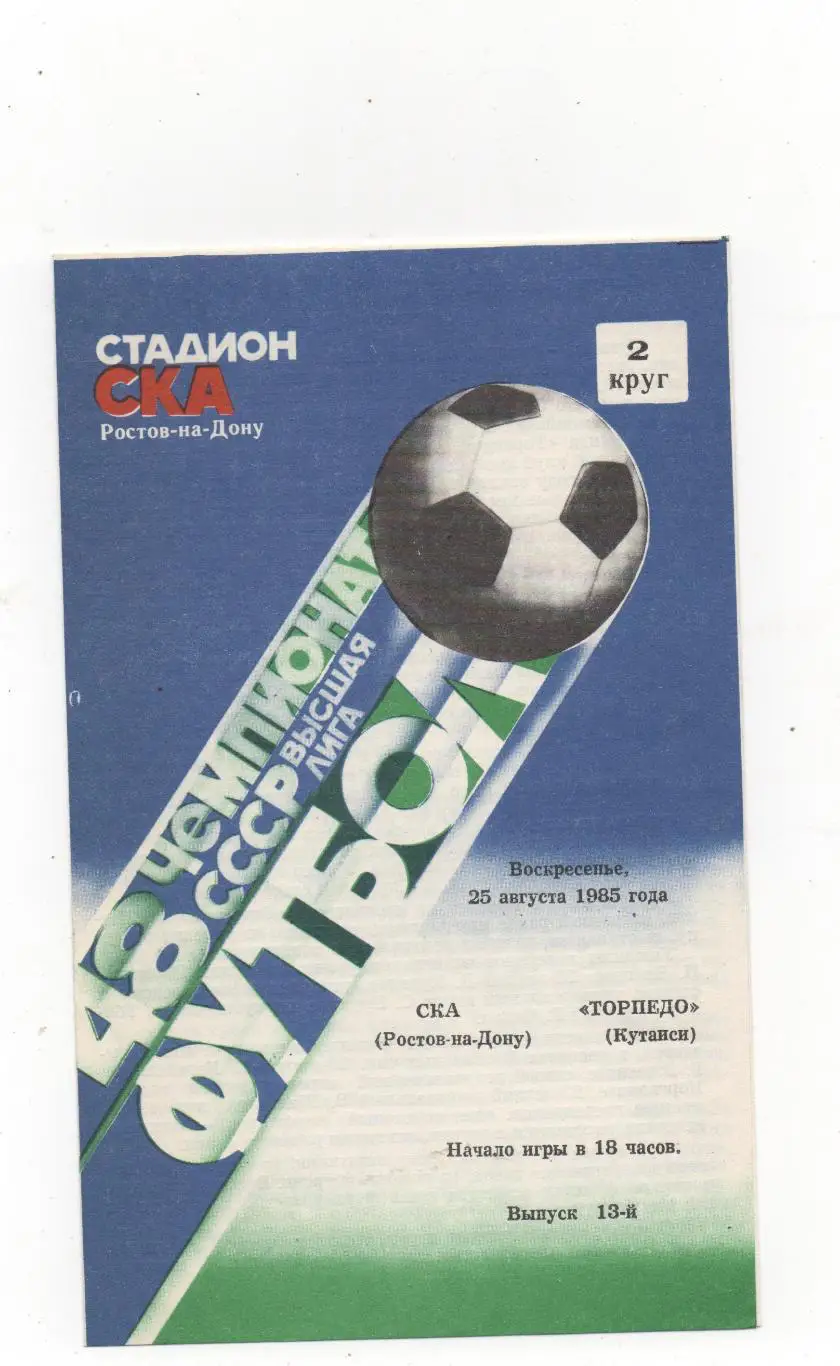 СТАДИОН
СКА
Ростов-на-Дону
2
круг
48 ЧЕМПИОНАТ
СССР
ВЫСШАЯ
ЛИГА
ФУТБОЛ
Воскресенье,
25 августа 1985 года
СКА «ТОРПЕДО»
(Ростов-на-Дону) (Кутаиси)
Начало игры в 18 часов.
Выпуск 13-й